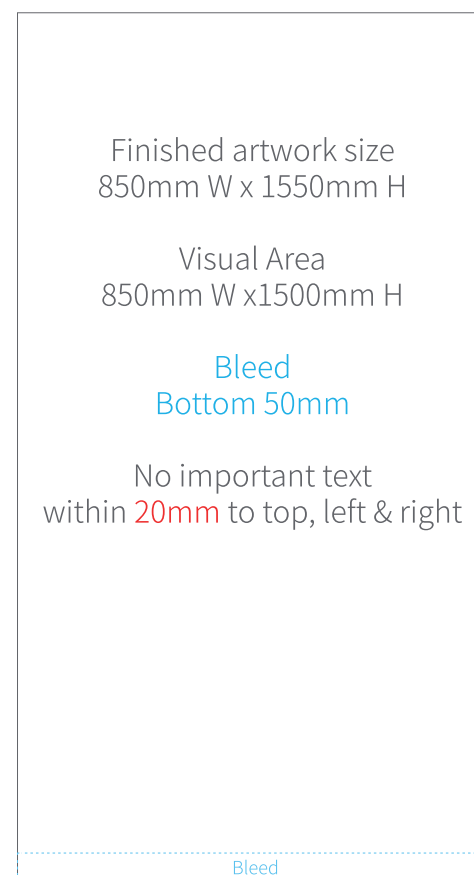 Finished artwork size
850mm W x 1550mm H
Visual Area
850mm W x1500mm H
Bleed
Bottom 50mm
No important text
within 20mm to top, left & right
Bleed